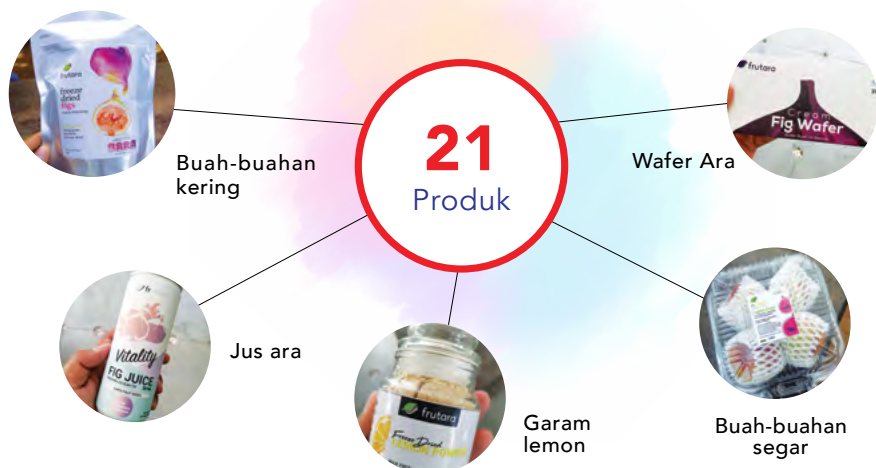 frutara
freeze
dried
figs
Buah-buahan
kering
21
Produk
frutara
Cream
Fig Wafer
Wafer Ara
Vitality
FIG JUICE
Jus ara
frutara
Freeze Dried
LEMON POWDER
Garam
lemon
Buah-buahan
segar